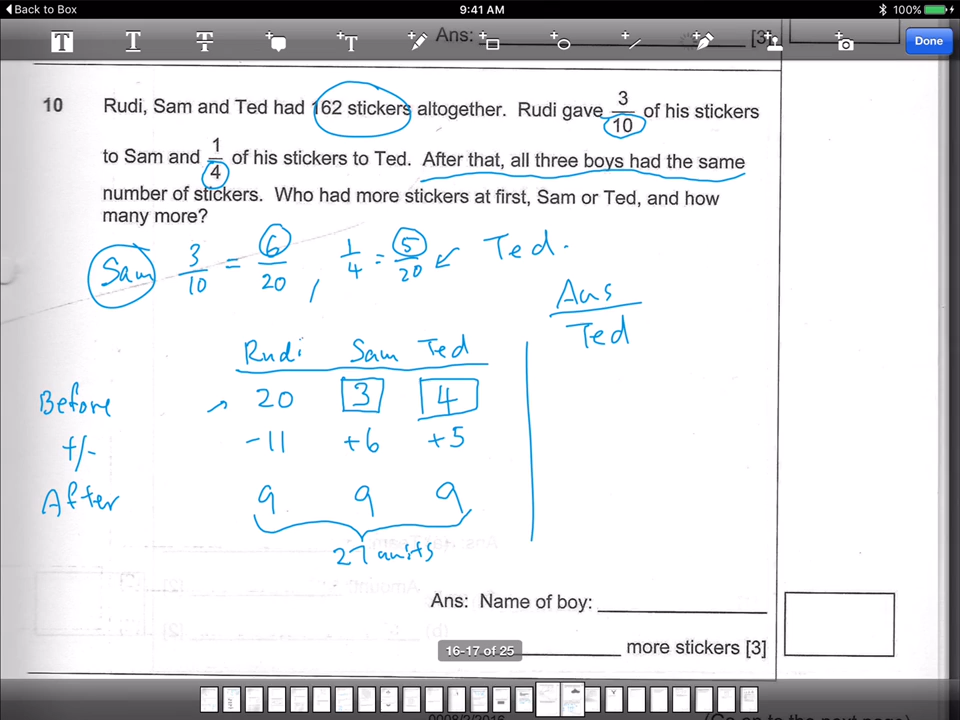 Back to Box 9:41 AM 100%
T T T T Done
Ans: [3]
10 Rudi, Sam and Ted had 162 stickers altogether. Rudi gave 3/10 of his stickers
to Sam and 1/4 of his stickers to Ted. After that, all three boys had the same
number of stickers. Who had more stickers at first, Sam or Ted, and how
many more?
Sam 3/10 = 6/20 , 1/4 = 5/20 ↙ Ted.
Ans
Ted
Rudi Sam Ted
Before → 20 3 4
+/- -11 +6 +5
After 9 9 9
27 units
Ans: Name of boy:
16-17 of 25 more stickers [3]